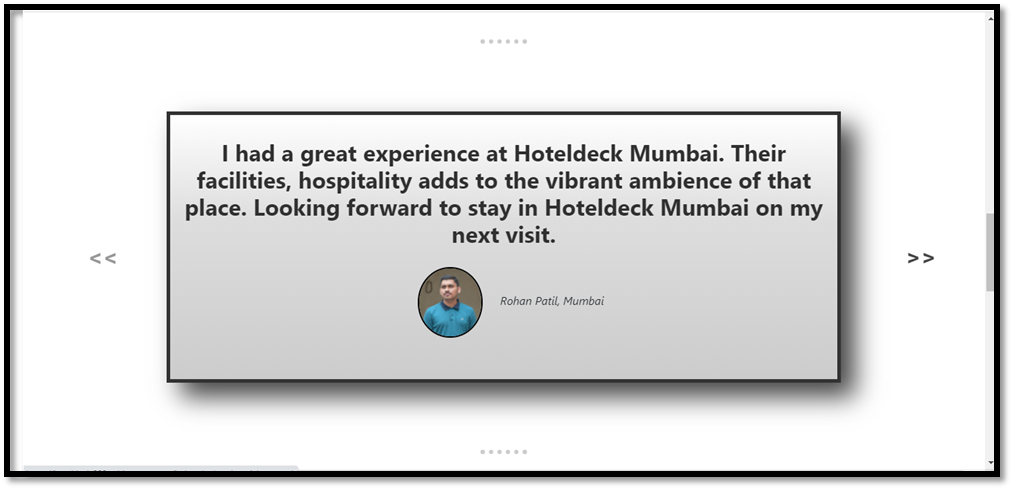 I had a great experience at Hoteldeck Mumbai. Their
facilities, hospitality adds to the vibrant ambience of that
place. Looking forward to stay in Hoteldeck Mumbai on my
next visit.
<< >>
Rohan Patil, Mumbai